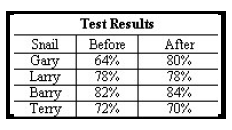 Test Results
Snail Before After
Gary 64% 80%
Larry 78% 78%
Barry 82% 84%
Terry 72% 70%